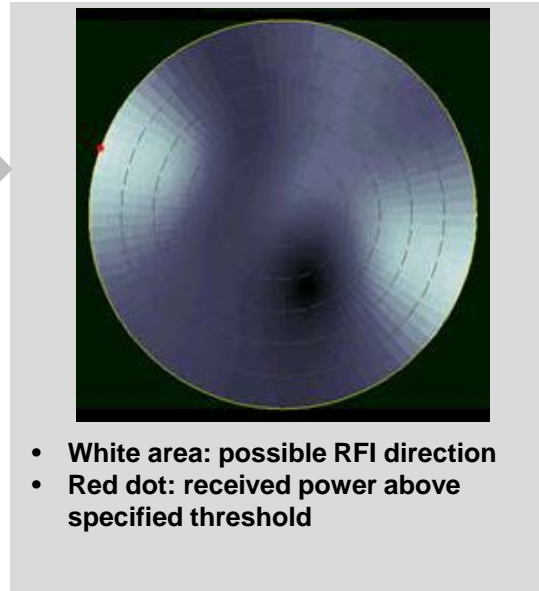 • White area: possible RFI direction
• Red dot: received power above
specified threshold